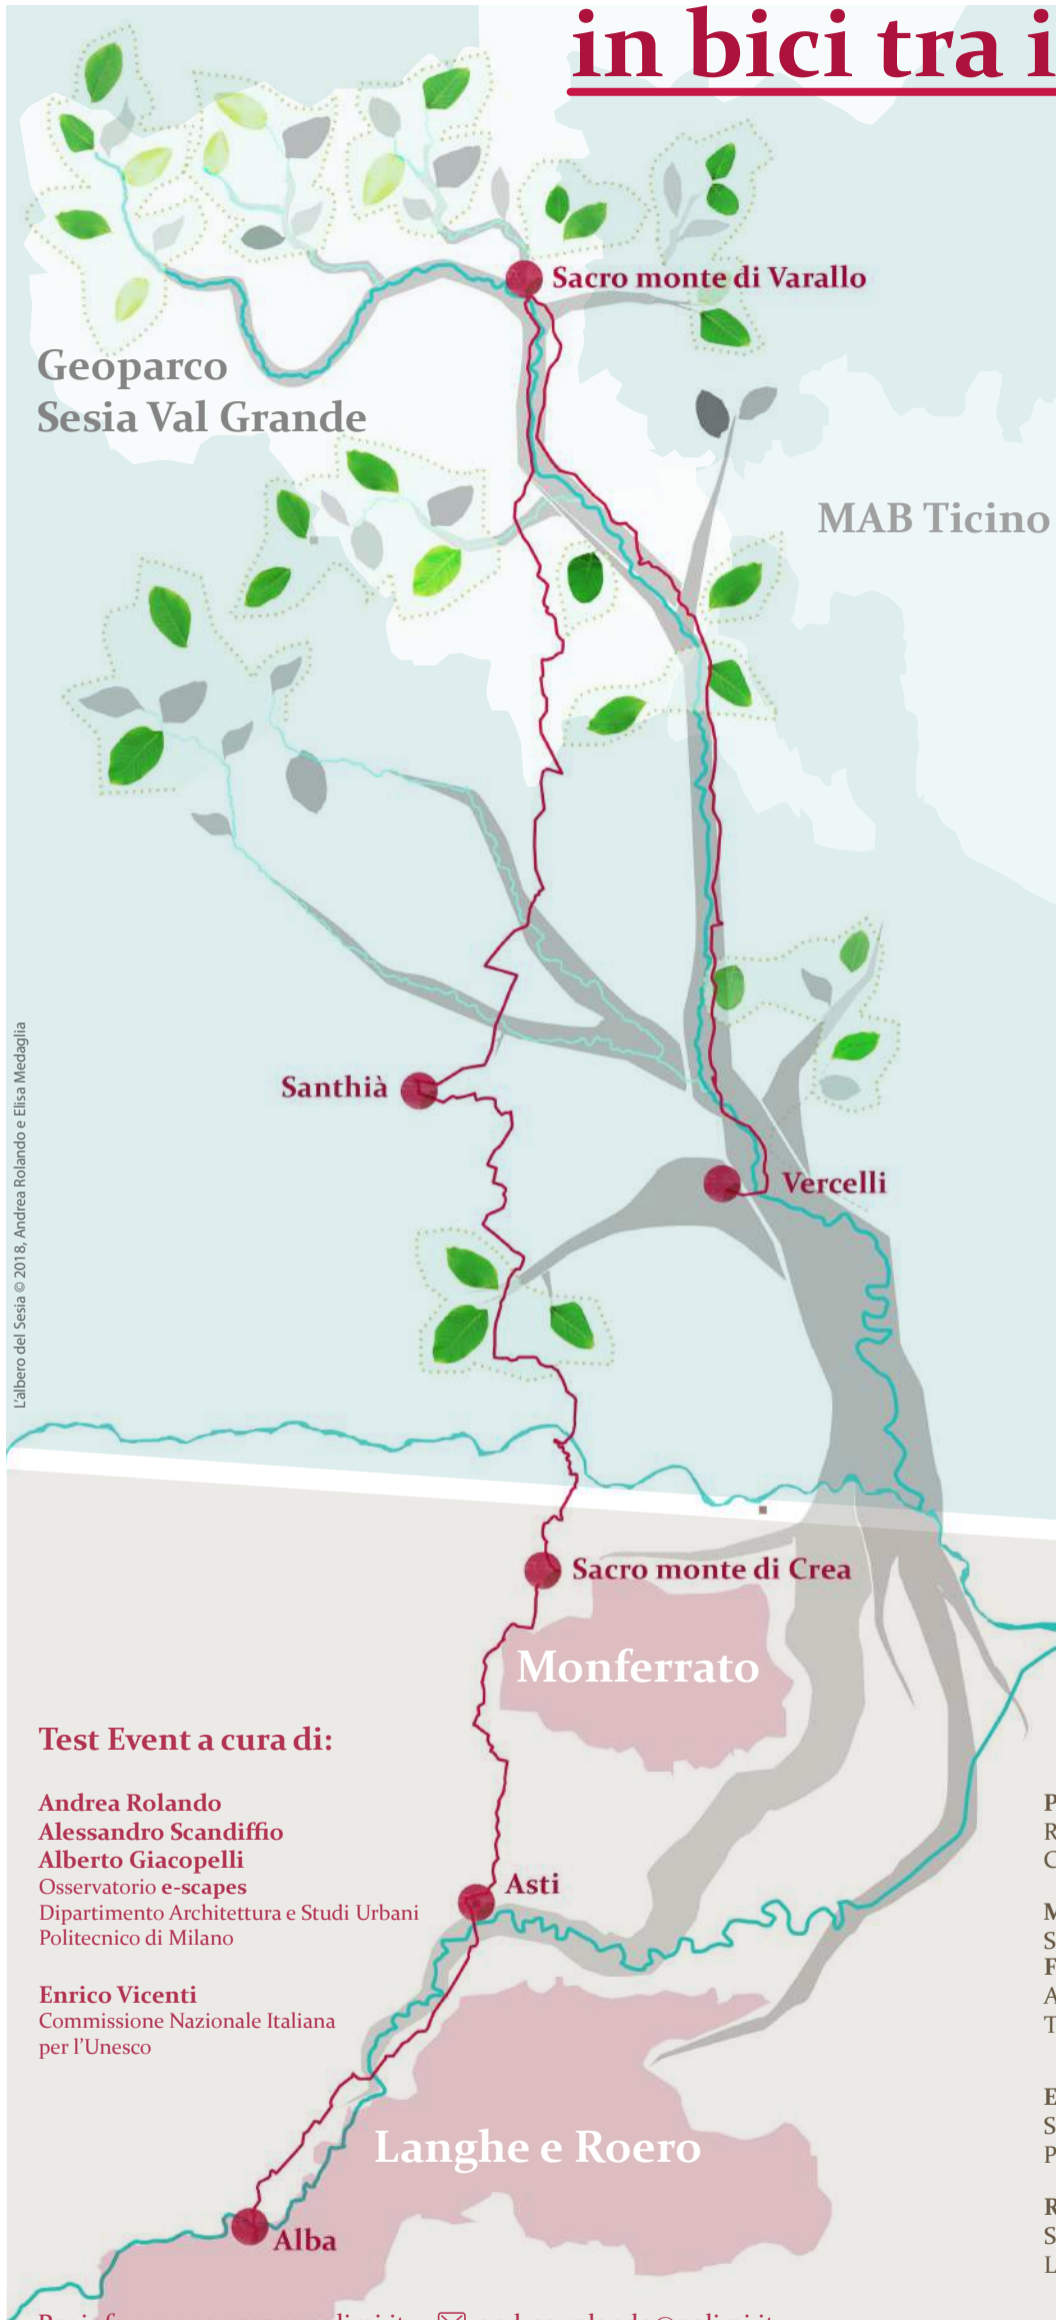 in bici tra i
Sacro monte di Varallo
Geoparco
Sesia Val Grande
MAB Ticino
Santhià
Vercelli
L'albero del Sesia © 2018, Andrea Rolando e Elisa Medaglia
Sacro monte di Crea
Monferrato
Test Event a cura di:
Andrea Rolando
Alessandro Scandiffio
Alberto Giacopelli
Osservatorio e-scapes
Dipartimento Architettura e Studi Urbani
Politecnico di Milano
Asti
Enrico Vicenti
Commissione Nazionale Italiana
per l'Unesco
Langhe e Roero
Alba
P
R
C
M
S
F
A
T
E
S
P
R
S
L